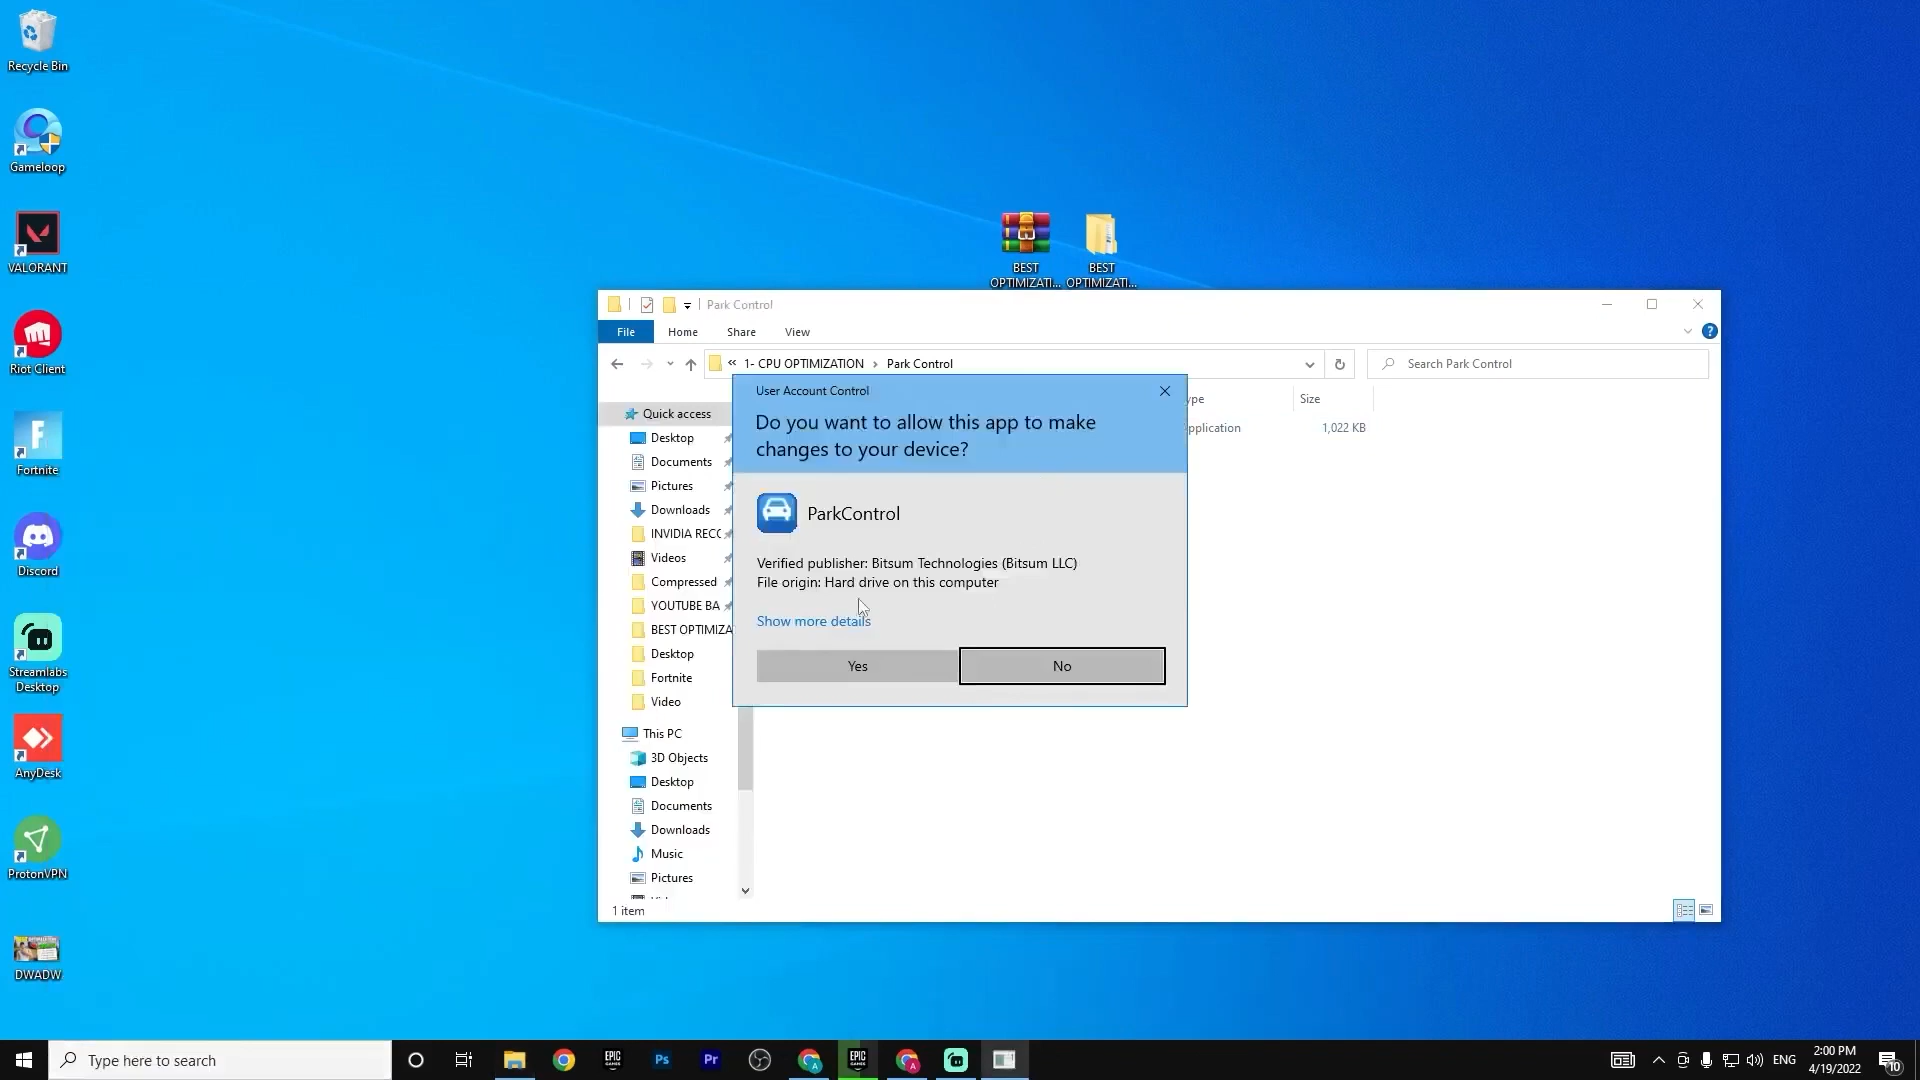 Recycle Bin
Gameloop
VALORANT
Riot Client
Fortnite
Discord
Streamlabs
Desktop
AnyDesk
ProtonVPN
DWADW
BEST
OPTIMIZATI...
BEST
OPTIMIZATI...
Park Control
File
Home
Share
View
« 1- CPU OPTIMIZATION › Park Control
Search Park Control
ype
Size
pplication
1,022 KB
Quick access
Desktop
Documents
Pictures
Downloads
INVIDIA REC
Videos
Compressed
YOUTUBE BA
BEST OPTIMIZA
Desktop
Fortnite
Video
This PC
3D Objects
Desktop
Documents
Downloads
Music
Pictures
1 item
User Account Control
Do you want to allow this app to make
changes to your device?
ParkControl
Verified publisher: Bitsum Technologies (Bitsum LLC)
File origin: Hard drive on this computer
Show more details
Yes
No
Type here to search
EPIC
GAMES
Ps
Pr
A
EPIC
GAMES
A
ENG
2:00 PM
4/19/2022
10